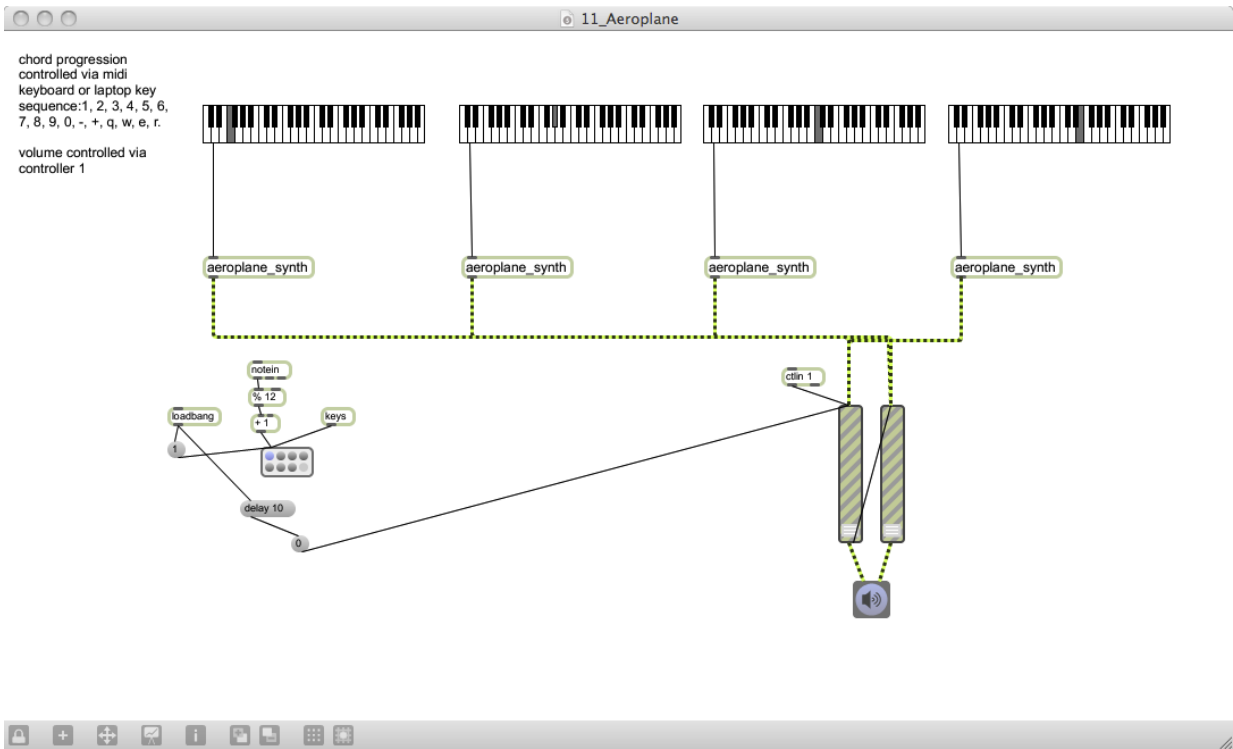 11_Aeroplane
chord progression
controlled via midi
keyboard or laptop key
sequence:1, 2, 3, 4, 5, 6,
7, 8, 9, 0, -, +, q, w, e, r.
volume controlled via
controller 1
aeroplane_synth
aeroplane_synth
aeroplane_synth
aeroplane_synth
notein
ctlin 1
% 12
loadbang
+ 1
keys
1
delay 10
0